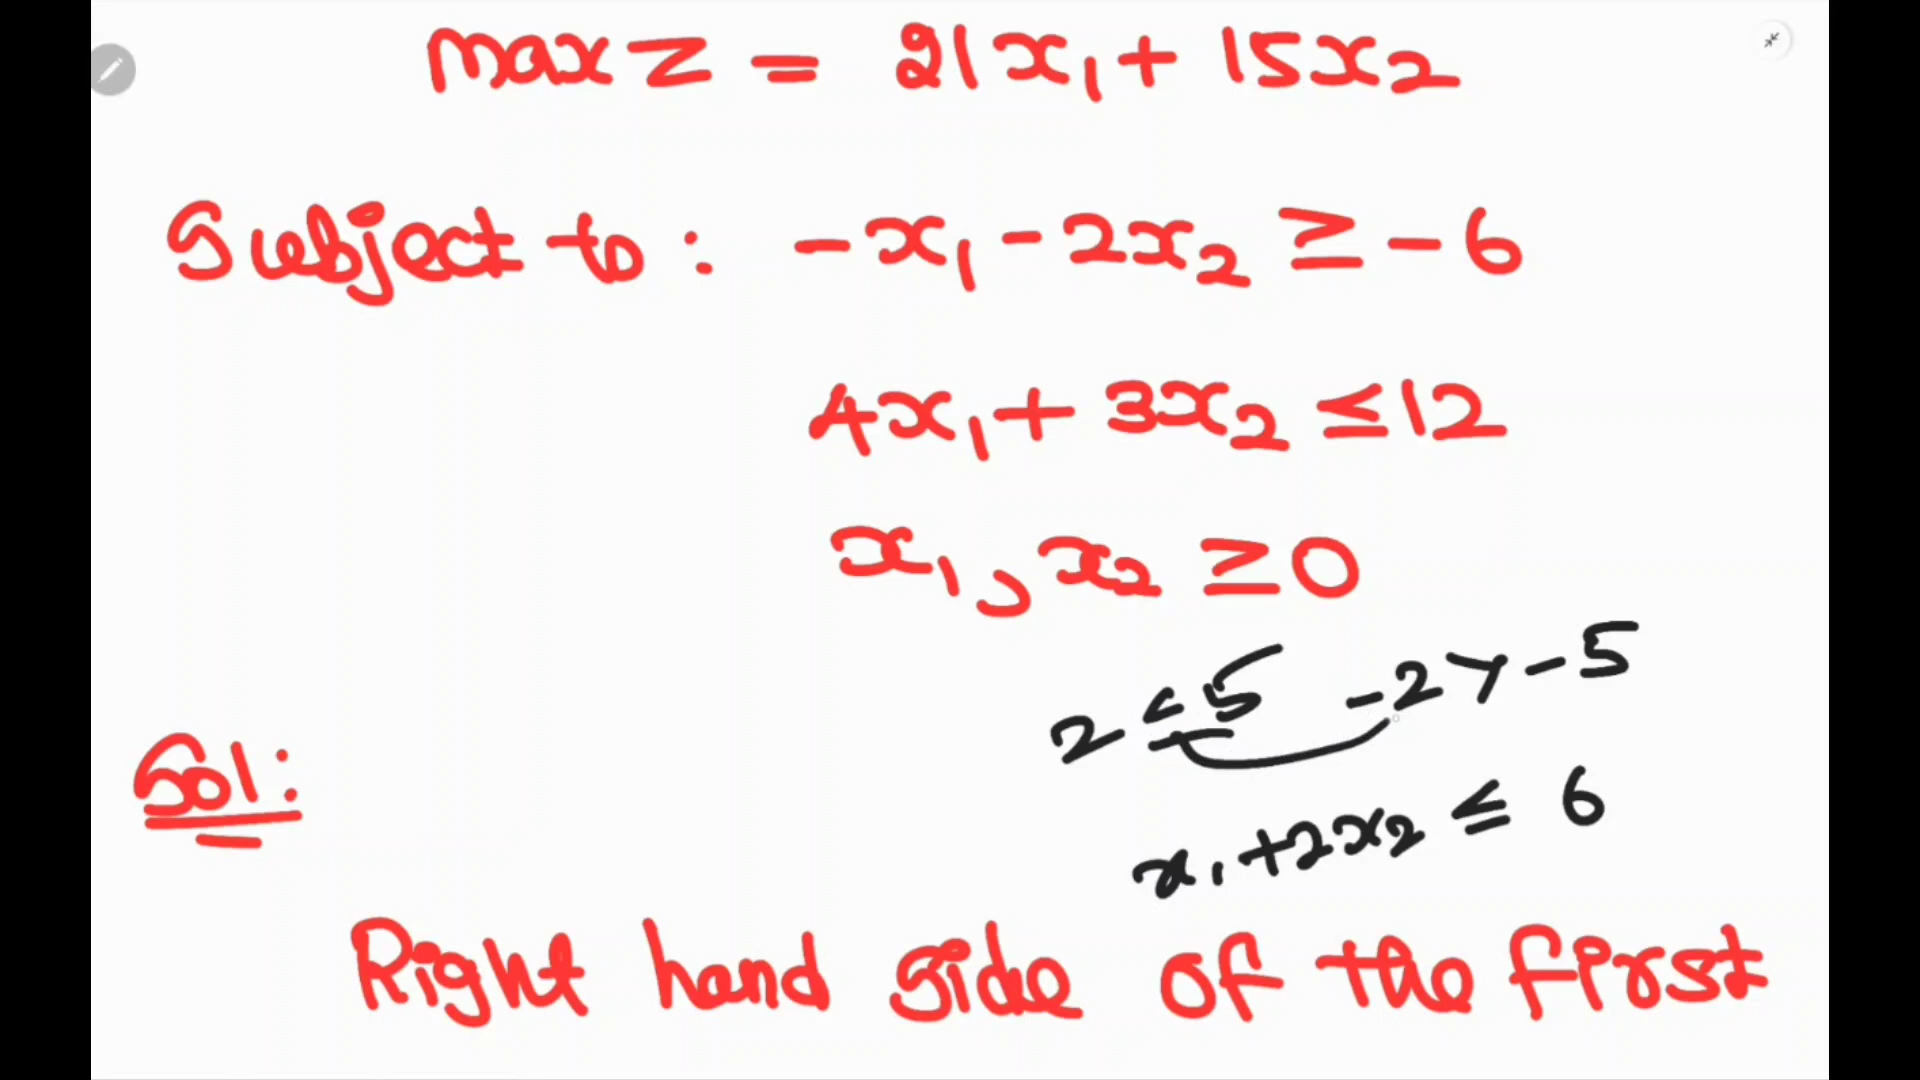 max Z = 21x₁ + 15x₂
Subject to : -x₁ - 2x₂ ≥ -6
4x₁ + 3x₂ ≤ 12
x₁, x₂ ≥ 0
2 < 5 -2 > -5
x₁ + 2x₂ ≤ 6
Sol:
Right hand side of the first